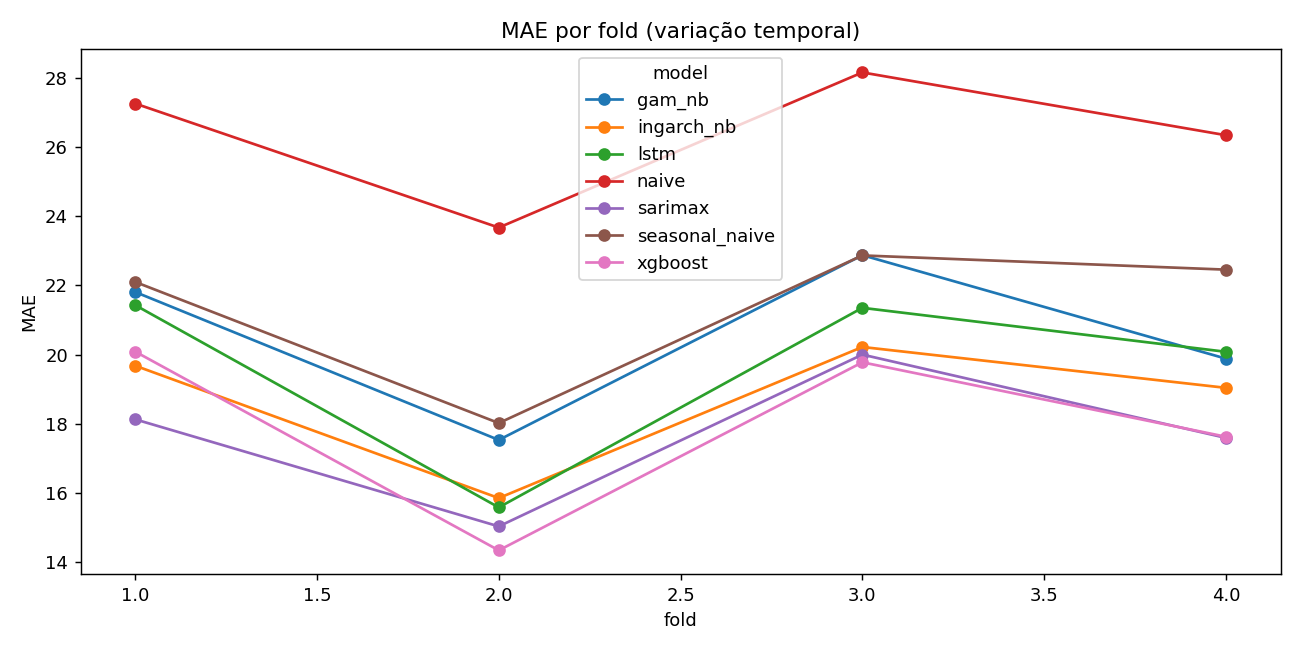 MAE por fold (variação temporal)
28
26
24
22
20
18
16
14
MAE
model
gam_nb
ingarch_nb
lstm
naive
sarimax
seasonal_naive
xgboost
1.0 1.5 2.0 2.5 3.0 3.5 4.0
fold